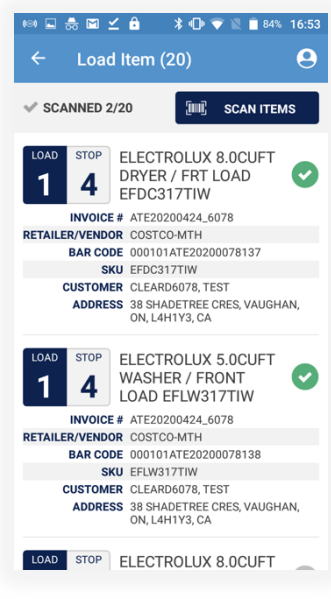 84% 16:53
Load Item (20)
SCANNED 2/20
SCAN ITEMS
LOAD STOP
1 4
ELECTROLUX 8.0CUFT
DRYER / FRT LOAD
EFDC317TIW
INVOICE # ATE20200424_6078
RETAILER/VENDOR COSTCO-MTH
BAR CODE 000101ATE20200078137
SKU EFDC317TIW
CUSTOMER CLEARD6078, TEST
ADDRESS 38 SHADETREE CRES, VAUGHAN,
ON, L4H1Y3, CA
LOAD STOP
1 4
ELECTROLUX 5.0CUFT
WASHER / FRONT
LOAD EFLW317TIW
INVOICE # ATE20200424_6078
RETAILER/VENDOR COSTCO-MTH
BAR CODE 000101ATE20200078138
SKU EFLW317TIW
CUSTOMER CLEARD6078, TEST
ADDRESS 38 SHADETREE CRES, VAUGHAN,
ON, L4H1Y3, CA
LOAD STOP
ELECTROLUX 8.0CUFT